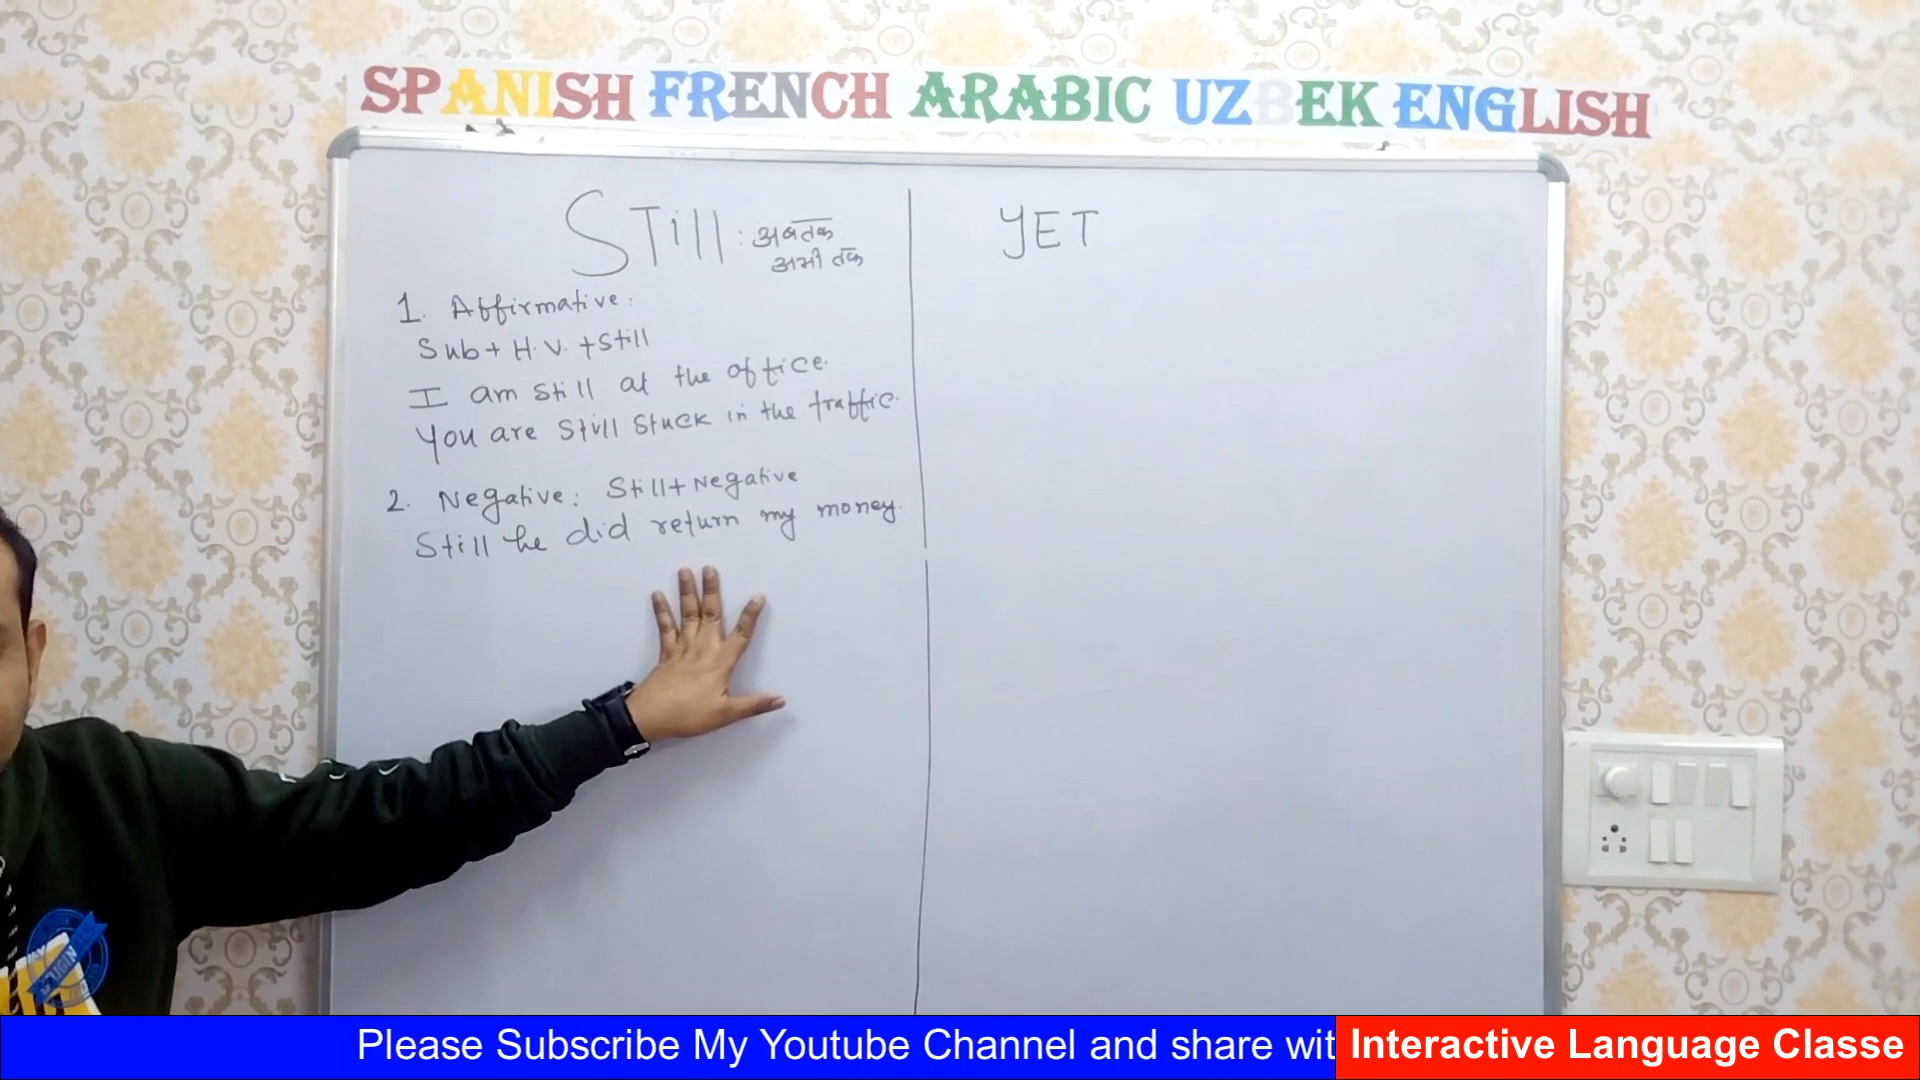 SPANISH FRENCH ARABIC UZBEK ENGLISH
STill : अबतक
अभी तक
1. Affirmative:
Sub + H.V. + Still
I am still at the office.
You are still stuck in the traffic.
2. Negative: Still + Negative
Still he did return my money.
YET
ORIGIN
Please Subscribe My Youtube Channel and share wit
Interactive Language Classe